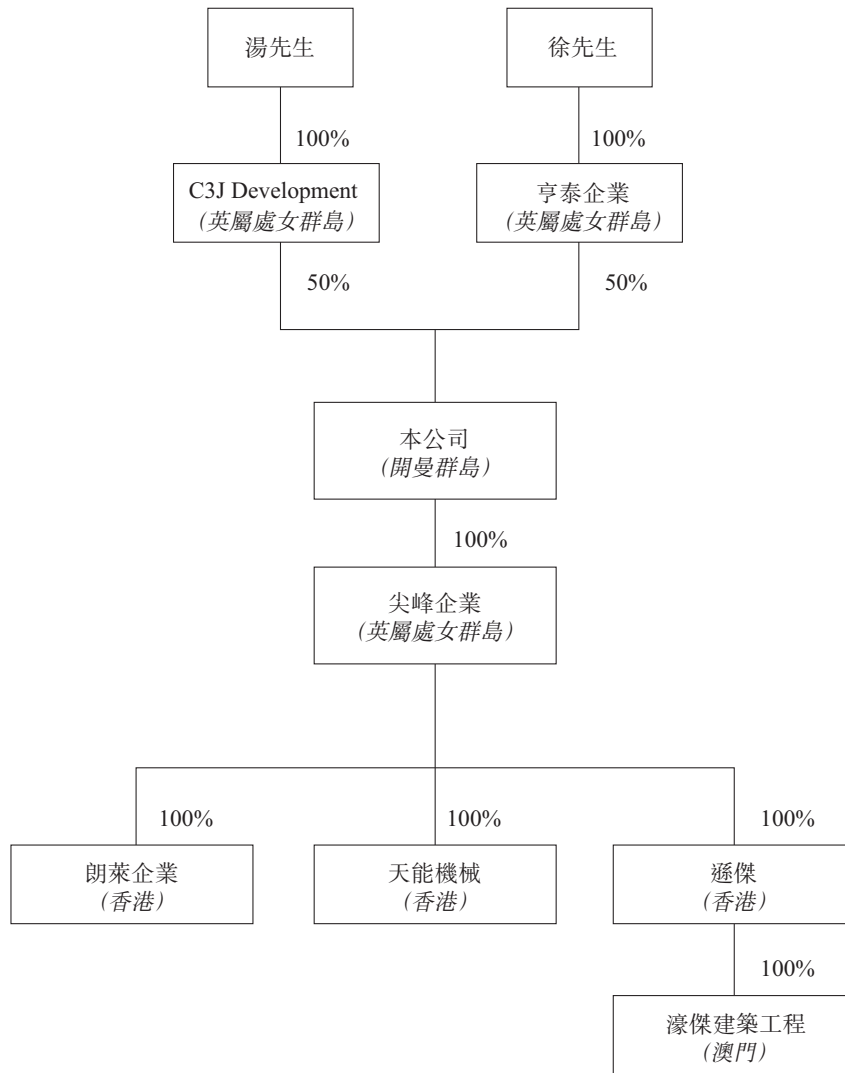 湯先生
徐先生
100%
100%
C3J Development
(英屬處女群島)
亨泰企業
(英屬處女群島)
50%
50%
本公司
(開曼群島)
100%
尖峰企業
(英屬處女群島)
100%
100%
100%
朗萊企業
(香港)
天能機械
(香港)
遜傑
(香港)
100%
濠傑建築工程
(澳門)